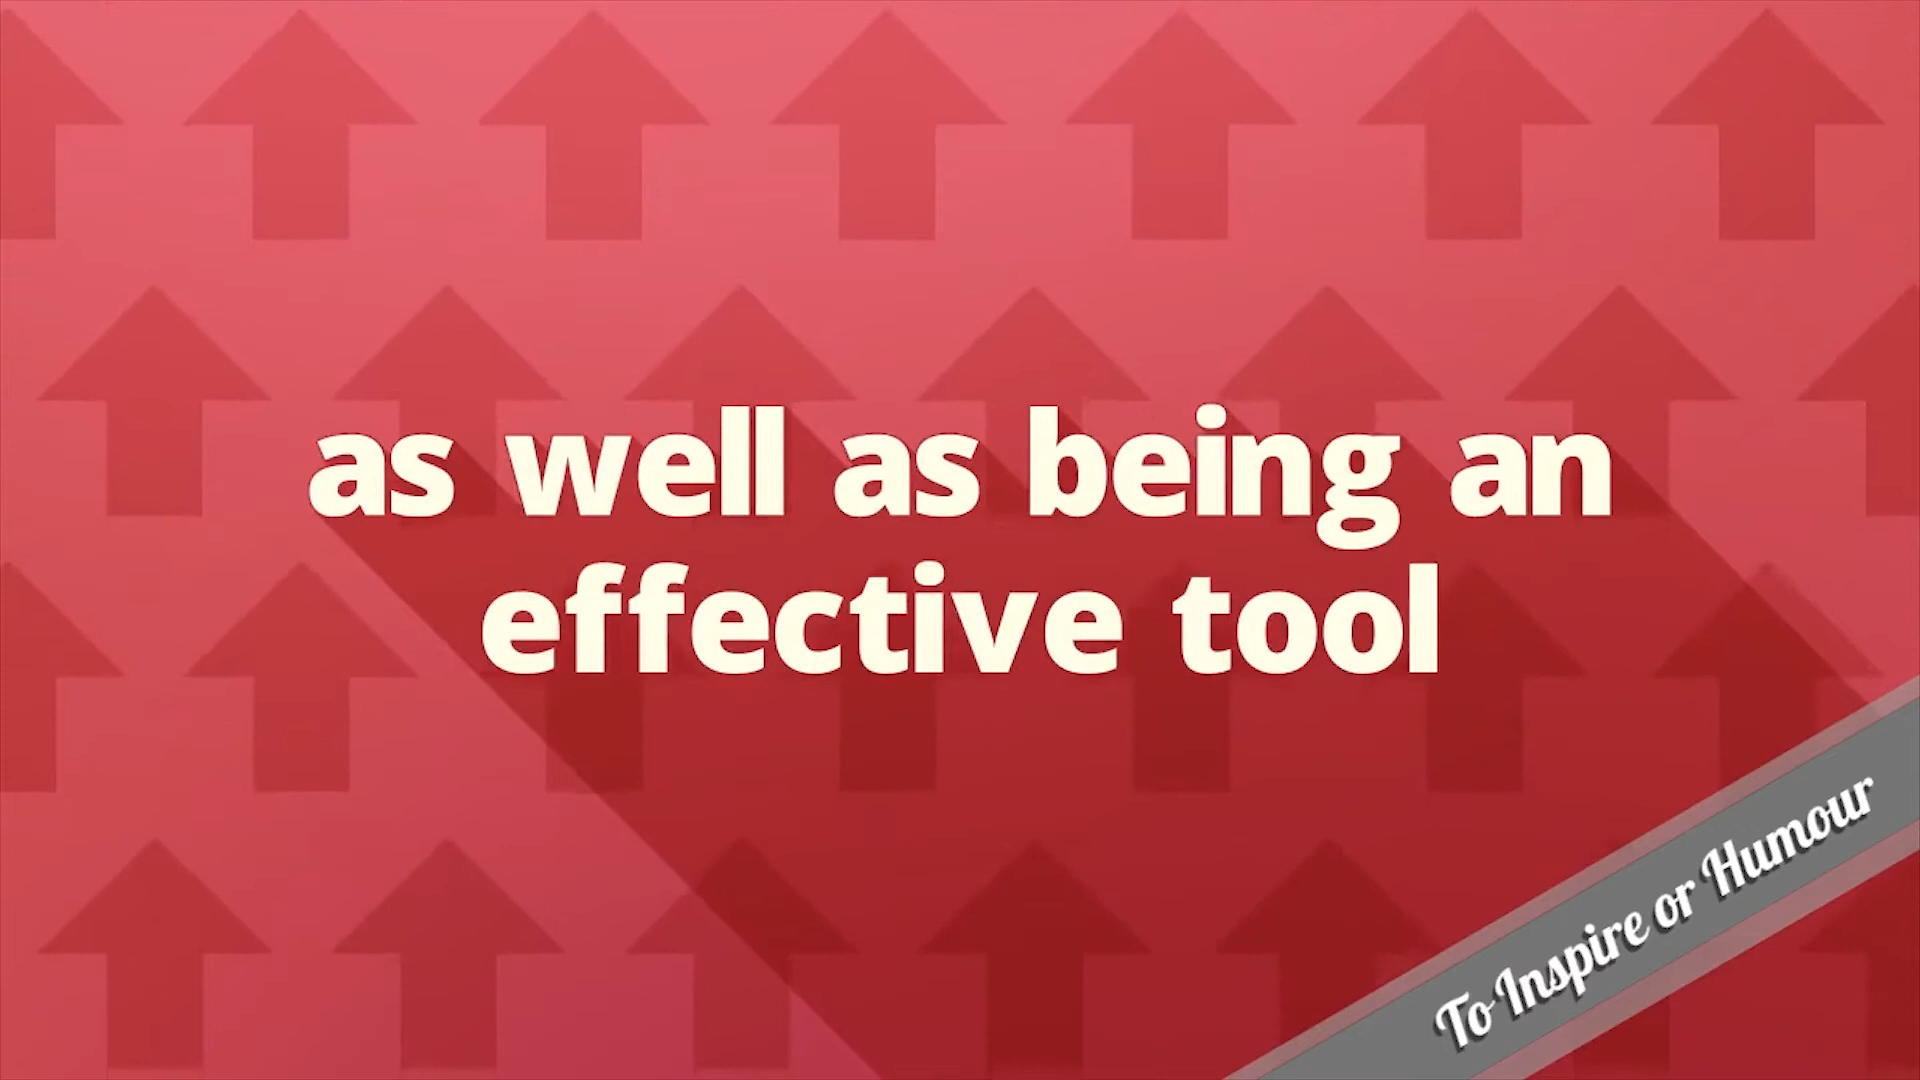 as well as being an
effective tool
To Inspire or Humour